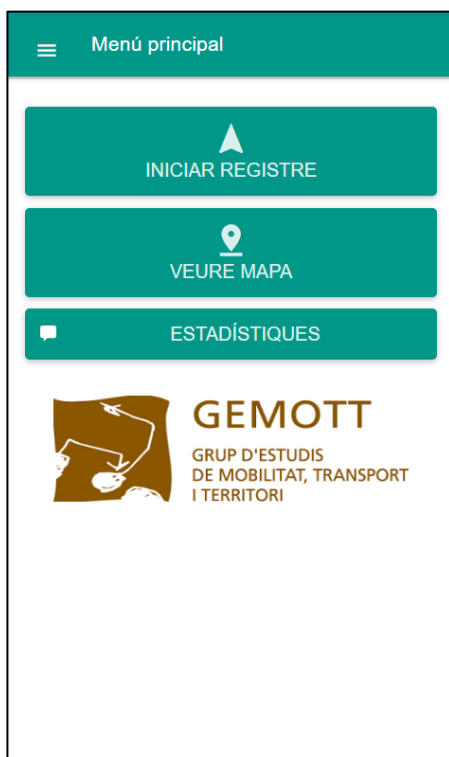 Menú principal
INICIAR REGISTRE
VEURE MAPA
ESTADÍSTIQUES
GEMOTT
GRUP D'ESTUDIS
DE MOBILITAT, TRANSPORT
I TERRITORI